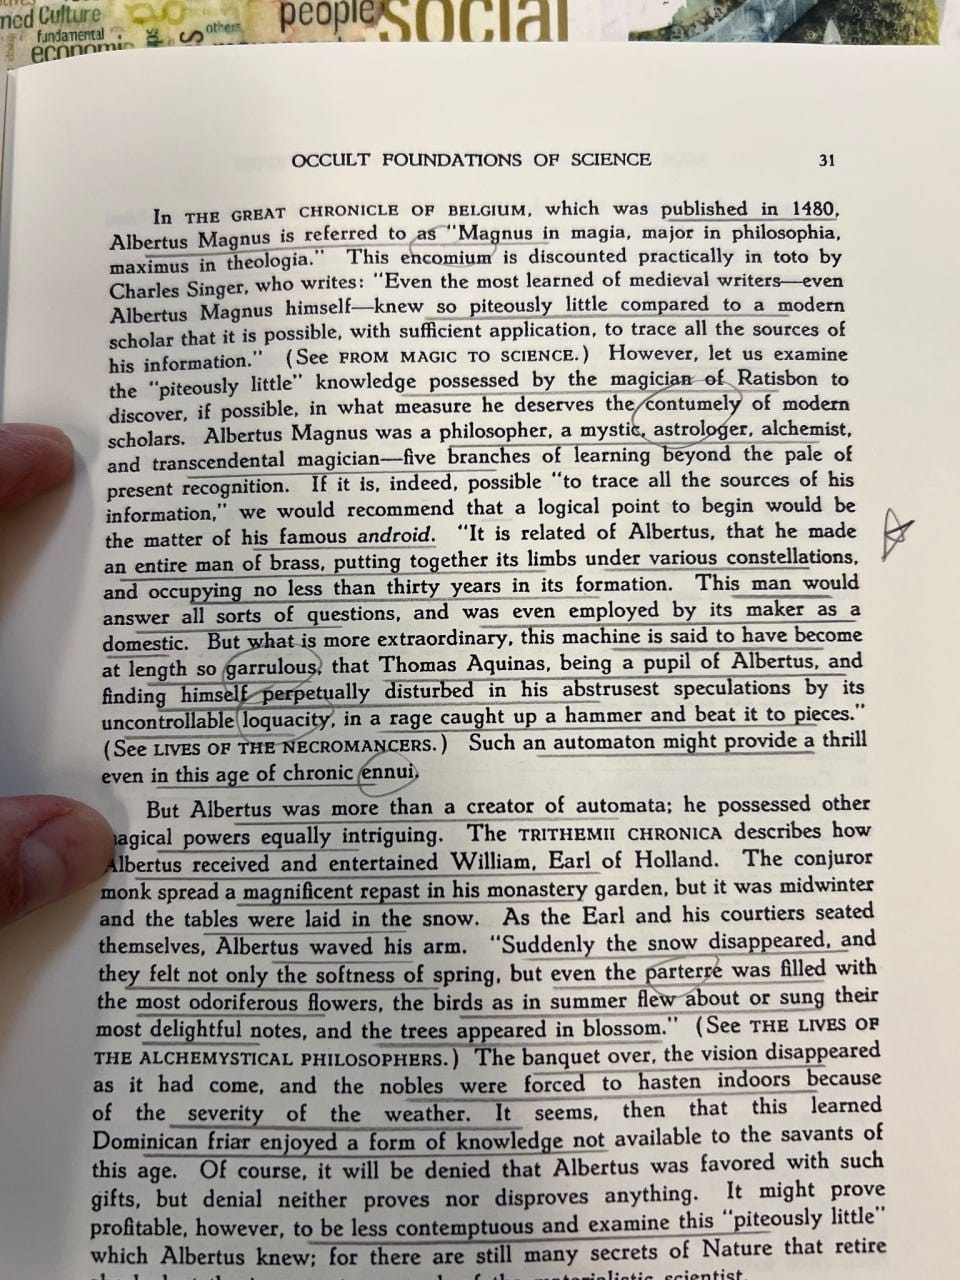 ned Culture
fundamental
economic
others
people
social
OCCULT FOUNDATIONS OF SCIENCE 31
In THE GREAT CHRONICLE OF BELGIUM, which was published in 1480,
Albertus Magnus is referred to as "Magnus in magia, major in philosophia,
maximus in theologia." This encomium is discounted practically in toto by
Charles Singer, who writes: "Even the most learned of medieval writers—even
Albertus Magnus himself—knew so piteously little compared to a modern
scholar that it is possible, with sufficient application, to trace all the sources of
his information." (See FROM MAGIC TO SCIENCE.) However, let us examine
the "piteously little" knowledge possessed by the magician of Ratisbon to
discover, if possible, in what measure he deserves the contumely of modern
scholars. Albertus Magnus was a philosopher, a mystic, astrologer, alchemist,
and transcendental magician—five branches of learning beyond the pale of
present recognition. If it is, indeed, possible "to trace all the sources of his
information," we would recommend that a logical point to begin would be
the matter of his famous android. "It is related of Albertus, that he made
an entire man of brass, putting together its limbs under various constellations,
and occupying no less than thirty years in its formation. This man would
answer all sorts of questions, and was even employed by its maker as a
domestic. But what is more extraordinary, this machine is said to have become
at length so garrulous, that Thomas Aquinas, being a pupil of Albertus, and
finding himself perpetually disturbed in his abstrusest speculations by its
uncontrollable loquacity, in a rage caught up a hammer and beat it to pieces."
(See LIVES OF THE NECROMANCERS.) Such an automaton might provide a thrill
even in this age of chronic ennui.
But Albertus was more than a creator of automata; he possessed other
magical powers equally intriguing. The TRITHEMII CHRONICA describes how
Albertus received and entertained William, Earl of Holland. The conjuror
monk spread a magnificent repast in his monastery garden, but it was midwinter
and the tables were laid in the snow. As the Earl and his courtiers seated
themselves, Albertus waved his arm. "Suddenly the snow disappeared, and
they felt not only the softness of spring, but even the parterre was filled with
the most odoriferous flowers, the birds as in summer flew about or sung their
most delightful notes, and the trees appeared in blossom." (See THE LIVES OF
THE ALCHEMYSTICAL PHILOSOPHERS.) The banquet over, the vision disappeared
as it had come, and the nobles were forced to hasten indoors because
of the severity of the weather. It seems, then that this learned
Dominican friar enjoyed a form of knowledge not available to the savants of
this age. Of course, it will be denied that Albertus was favored with such
gifts, but denial neither proves nor disproves anything. It might prove
profitable, however, to be less contemptuous and examine this "piteously little"
which Albertus knew; for there are still many secrets of Nature that retire
of the materialistic scientist.